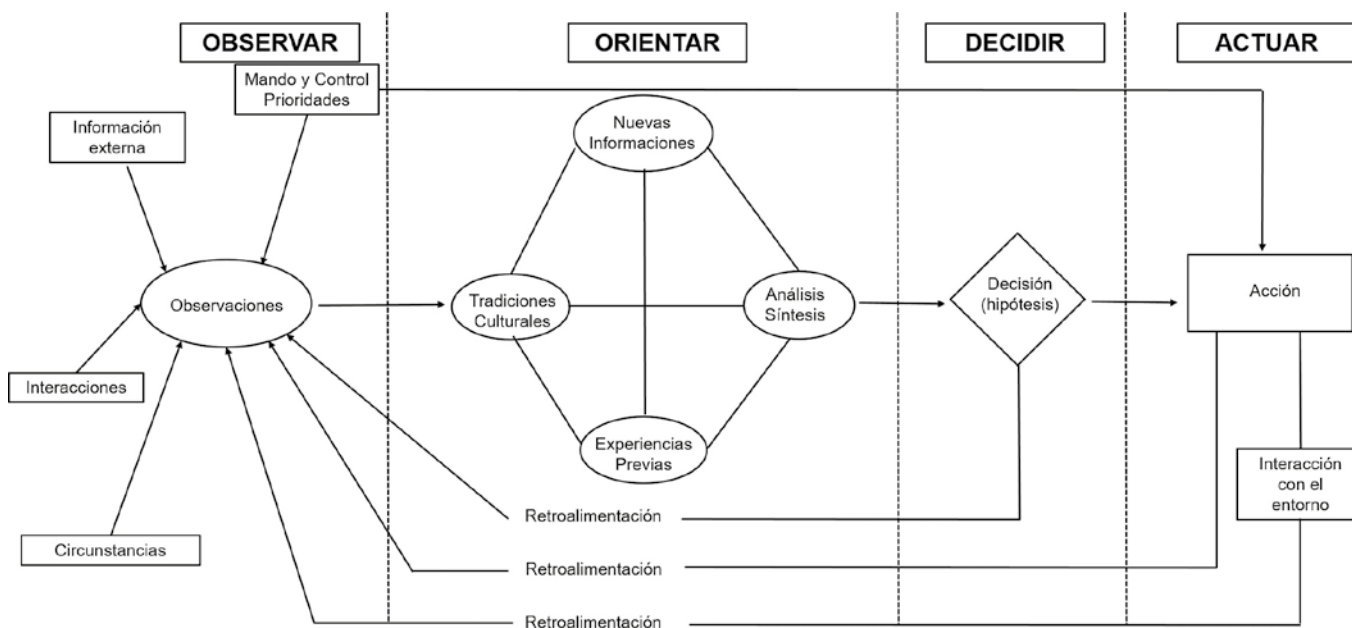 OBSERVAR
ORIENTAR
DECIDIR
ACTUAR
Mando y Control
Prioridades
Información
externa
Nuevas
Informaciones
Observaciones
Tradiciones
Culturales
Análisis
Síntesis
Decisión
(hipótesis)
Acción
Interacciones
Experiencias
Previas
Interacción
con el
entorno
Circunstancias
Retroalimentación
Retroalimentación
Retroalimentación